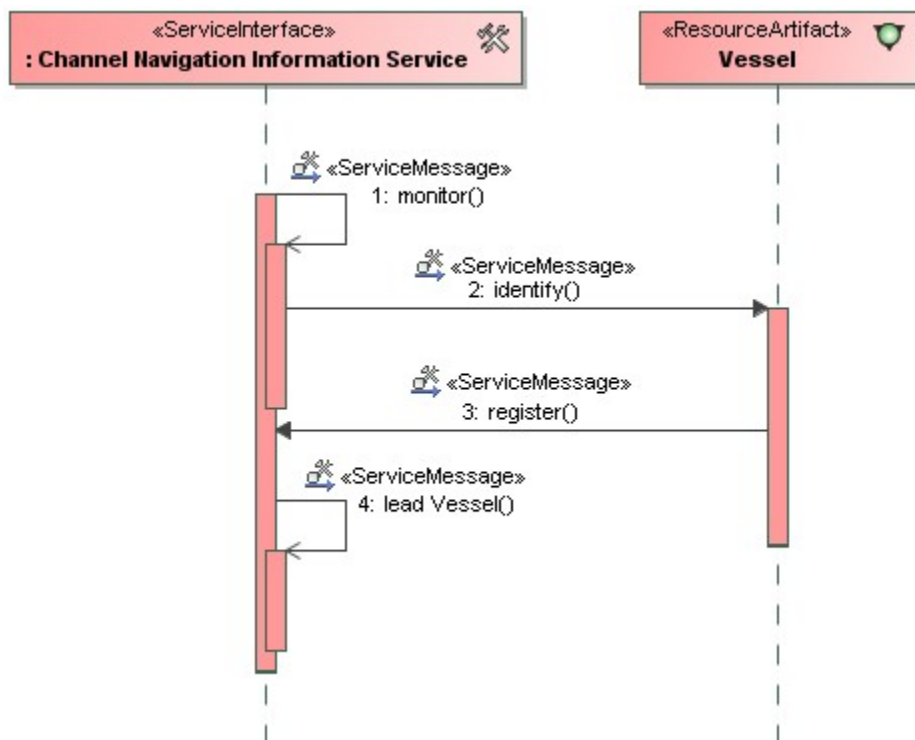 «ServiceInterface»
: Channel Navigation Information Service
«ResourceArtifact»
Vessel
«ServiceMessage»
1: monitor()
«ServiceMessage»
2: identify()
«ServiceMessage»
3: register()
«ServiceMessage»
4: lead Vessel()